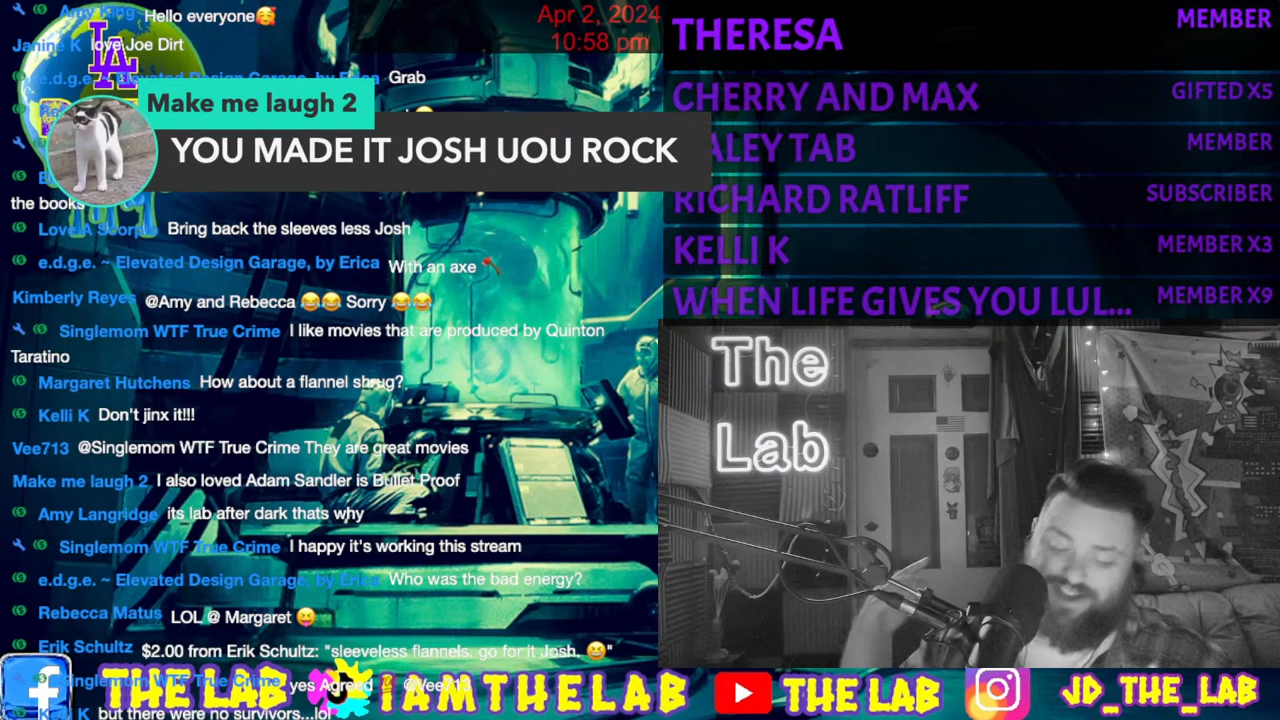 Amy King Hello everyone
Janine K love Joe Dirt
e.d.g.e. ~ Elevated Design Garage, by Erica Grab
Make me laugh 2
YOU MADE IT JOSH UOU ROCK
the books
LoveIA Scorpio Bring back the sleeves less Josh
e.d.g.e. ~ Elevated Design Garage, by Erica With an axe
Kimberly Reyes @Amy and Rebecca Sorry
Singlemom WTF True Crime I like movies that are produced by Quinton
Taratino
Margaret Hutchens How about a flannel shrug?
Kelli K Don't jinx it!!!
Vee713 @Singlemom WTF True Crime They are great movies
Make me laugh 2 I also loved Adam Sandler is Bullet Proof
Amy Langridge its lab after dark thats why
Singlemom WTF True Crime I happy it's working this stream
e.d.g.e. ~ Elevated Design Garage, by Erica Who was the bad energy?
Rebecca Matus LOL @ Margaret
Erik Schultz $2.00 from Erik Schultz: "sleeveless flannels. go for it Josh. "
Singlemom WTF True Crime yes Agreed @Vee713
Kelli K but there were no survivors...lol
LA
Apr 2, 2024
10:58 pm
THERESA MEMBER
CHERRY AND MAX GIFTED X5
ALEY TAB MEMBER
RICHARD RATLIFF SUBSCRIBER
KELLI K MEMBER X3
WHEN LIFE GIVES YOU LUL... MEMBER X9
The
Lab
THE LAB IAMTHELAB THE LAB JD_THE_LAB